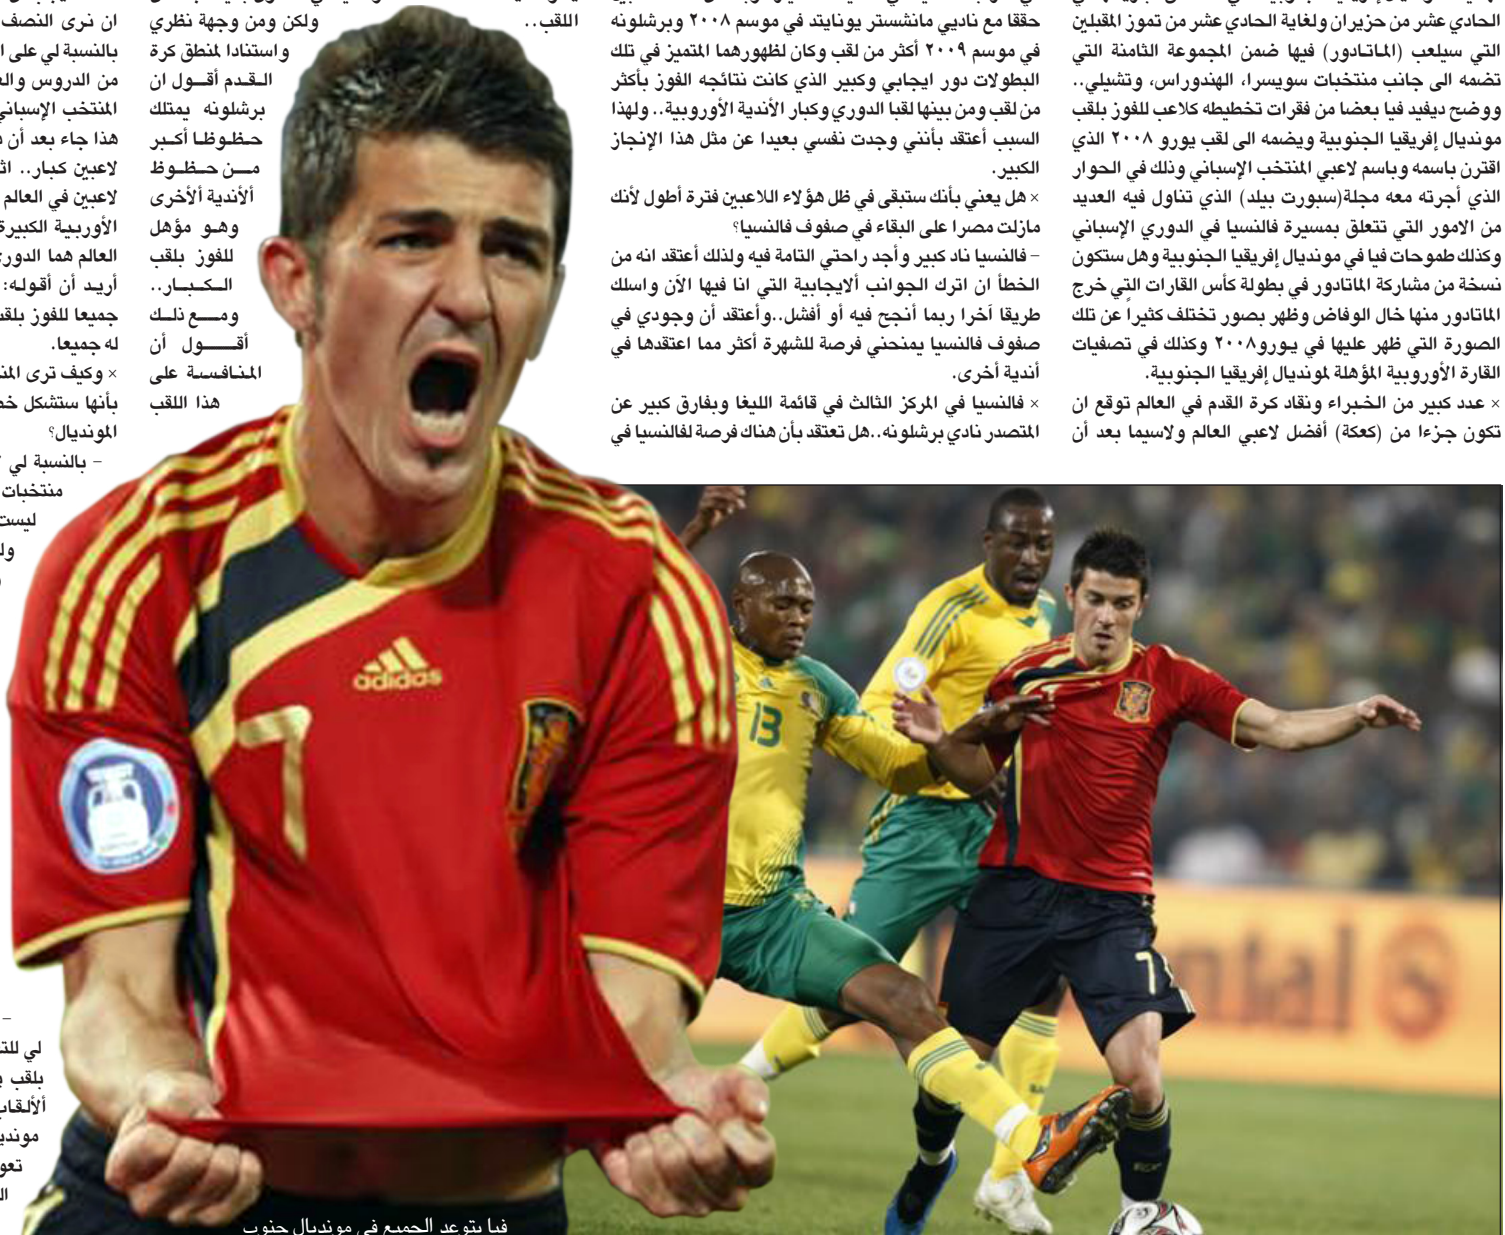 الحادي عشر من حزيران ولغاية الحادي عشر من تموز المقبلين
التي سيلعب (الماتادور) فيها ضمن المجموعة الثامنة التي
تضمه الى جانب منتخبات سويسرا، الهندوراس، وتشيلي..
ووضح ديفيد فيا بعضا من فقرات تخطيطه كلاعب للفوز بلقب
مونديال إفريقيا الجنوبية ويضمه الى لقب يورو ٢٠٠٨ الذي
اقترن باسمه وباسم لاعبي المنتخب الإسباني وذلك في الحوار
الذي أجرته معه مجلة(سبورت بيلد) الذي تناول فيه العديد
من الامور التي تتعلق بمسيرة فالنسيا في الدوري الإسباني
وكذلك طموحات فيا في مونديال إفريقيا الجنوبية وهل ستكون
نسخة من مشاركة الماتادور في بطولة كأس القارات التي خرج
الماتادور منها خال الوفاض وظهر بصور تختلف كثيراً عن تلك
الصورة التي ظهر عليها في يورو٢٠٠٨ وكذلك في تصفيات
القارة الأوروبية المؤهلة لمونديال إفريقيا الجنوبية.
× عدد كبير من الخبراء ونقاد كرة القدم في العالم توقع ان
تكون جزءا من (كعكة) أفضل لاعبي العالم ولاسيما بعد أن
حققا مع ناديي مانشستر يونايتد في موسم ٢٠٠٨ وبرشلونه
في موسم ٢٠٠٩ أكثر من لقب وكان لظهورهما المتميز في تلك
البطولات دور ايجابي وكبير الذي كانت نتائجه الفوز بأكثر
من لقب ومن بينها لقبا الدوري وكبار الأندية الأوروبية.. ولهذا
السبب أعتقد بأنني وجدت نفسي بعيدا عن مثل هذا الإنجاز
الكبير.
× هل يعني بأنك ستبقى في ظل هؤلاء اللاعبين فترة أطول لأنك
مازلت مصرا على البقاء في صفوف فالنسيا؟
– فالنسيا ناد كبير وأجد راحتي التامة فيه ولذلك أعتقد انه من
الخطأ ان اترك الجوانب ألايجابية التي انا فيها الآن واسلك
طريقا آخرا ربما أنجح فيه أو أفشل..وأعتقد أن وجودي في
صفوف فالنسيا يمنحني فرصة للشهرة أكثر مما اعتقدها في
أندية أخرى.
× فالنسيا في المركز الثالث في قائمة الليغا وبفارق كبير عن
المتصدر نادي برشلونه..هل تعتقد بأن هناك فرصة لفالنسيا في
اللقب..
ولكن ومن وجهة نظري
واستنادا لمنطق كرة
القدم أقول ان
برشلونه يمتلك
حظوظا أكبر
من حظوظ
ألأندية ألأخرى
وهو مؤهل
للفوز بلقب
الكبار..
ومع ذلك
أقول أن
المنافسة على
هذا اللقب
ان نرى النصف
بالنسبة لي على
من الدروس
المنتخب الإسباني
هذا جاء بعد أن
لاعبين كبار..
لاعبين في العالم
الأوربية الكبيرة
العالم هما الدوري
أريد أن أقوله:
جميعا للفوز بلقب
له جميعا.
× وكيف ترى
بأنها ستشكل
المونديال؟
– بالنسبة لي
منتخبات
ليست
–
لي
بلقب
adidas
7
13
7
فيا يتوعد الجميع في مونديال جنوب